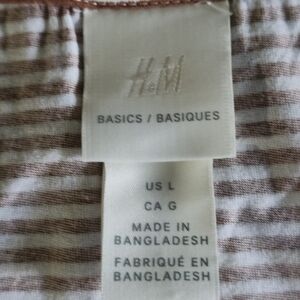 H&M
BASICS / BASIQUES
US L
CA G
MADE IN
BANGLADESH
FABRIQUÉ EN
BANGLADESH